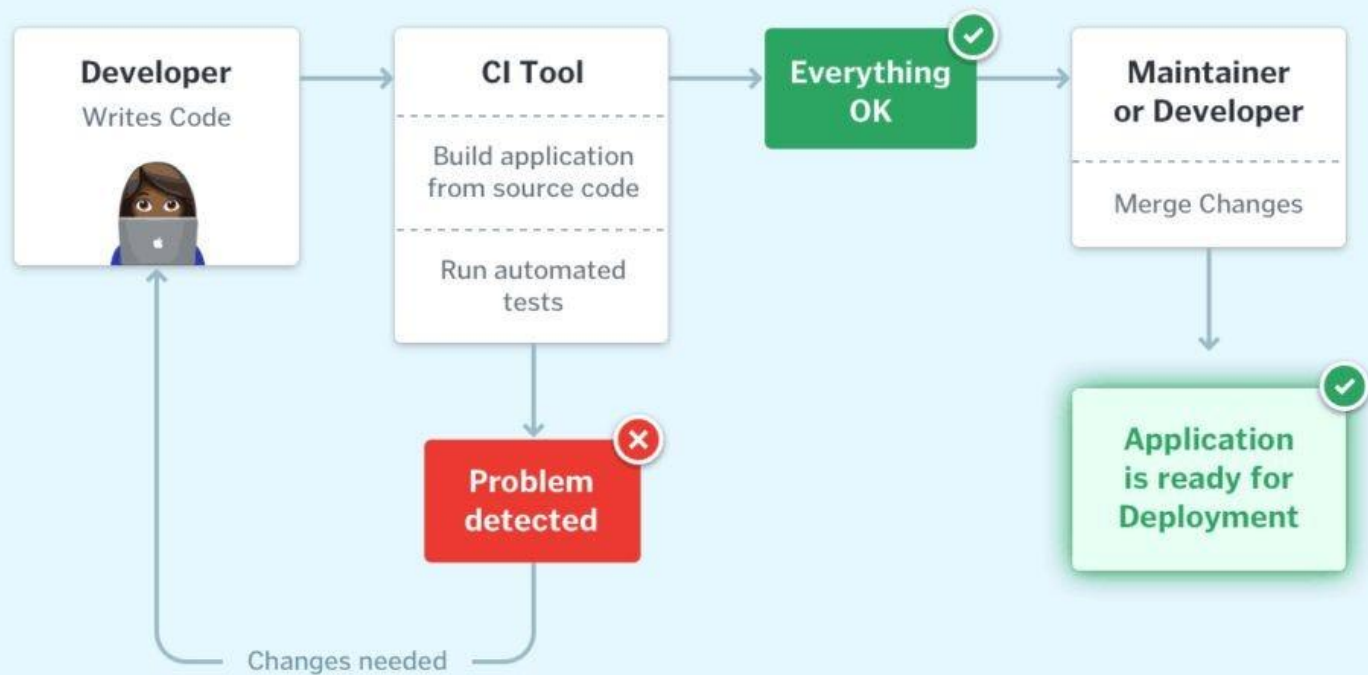 Developer
Writes Code
CI Tool
Build application
from source code
Run automated
tests
Everything
OK
Maintainer
or Developer
Merge Changes
Problem
detected
Changes needed
Application
is ready for
Deployment